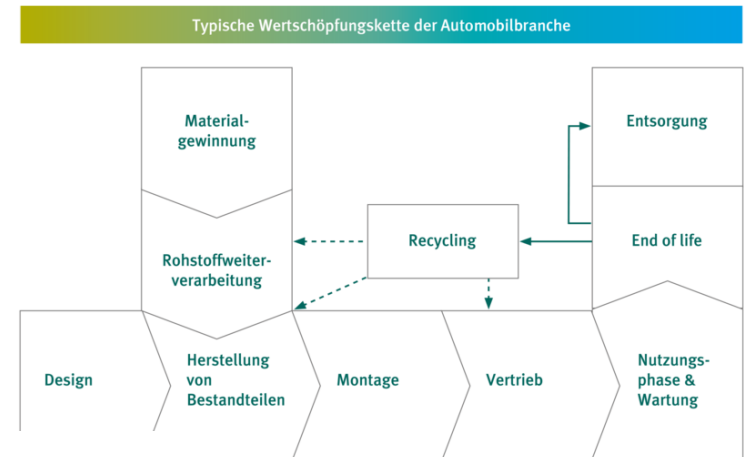 Typische Wertschöpfungskette der Automobilbranche
Material-
gewinnung
Entsorgung
Rohstoffweiter-
verarbeitung
Recycling
End of life
Design
Herstellung
von
Bestandteilen
Montage
Vertrieb
Nutzungs-
phase &
Wartung